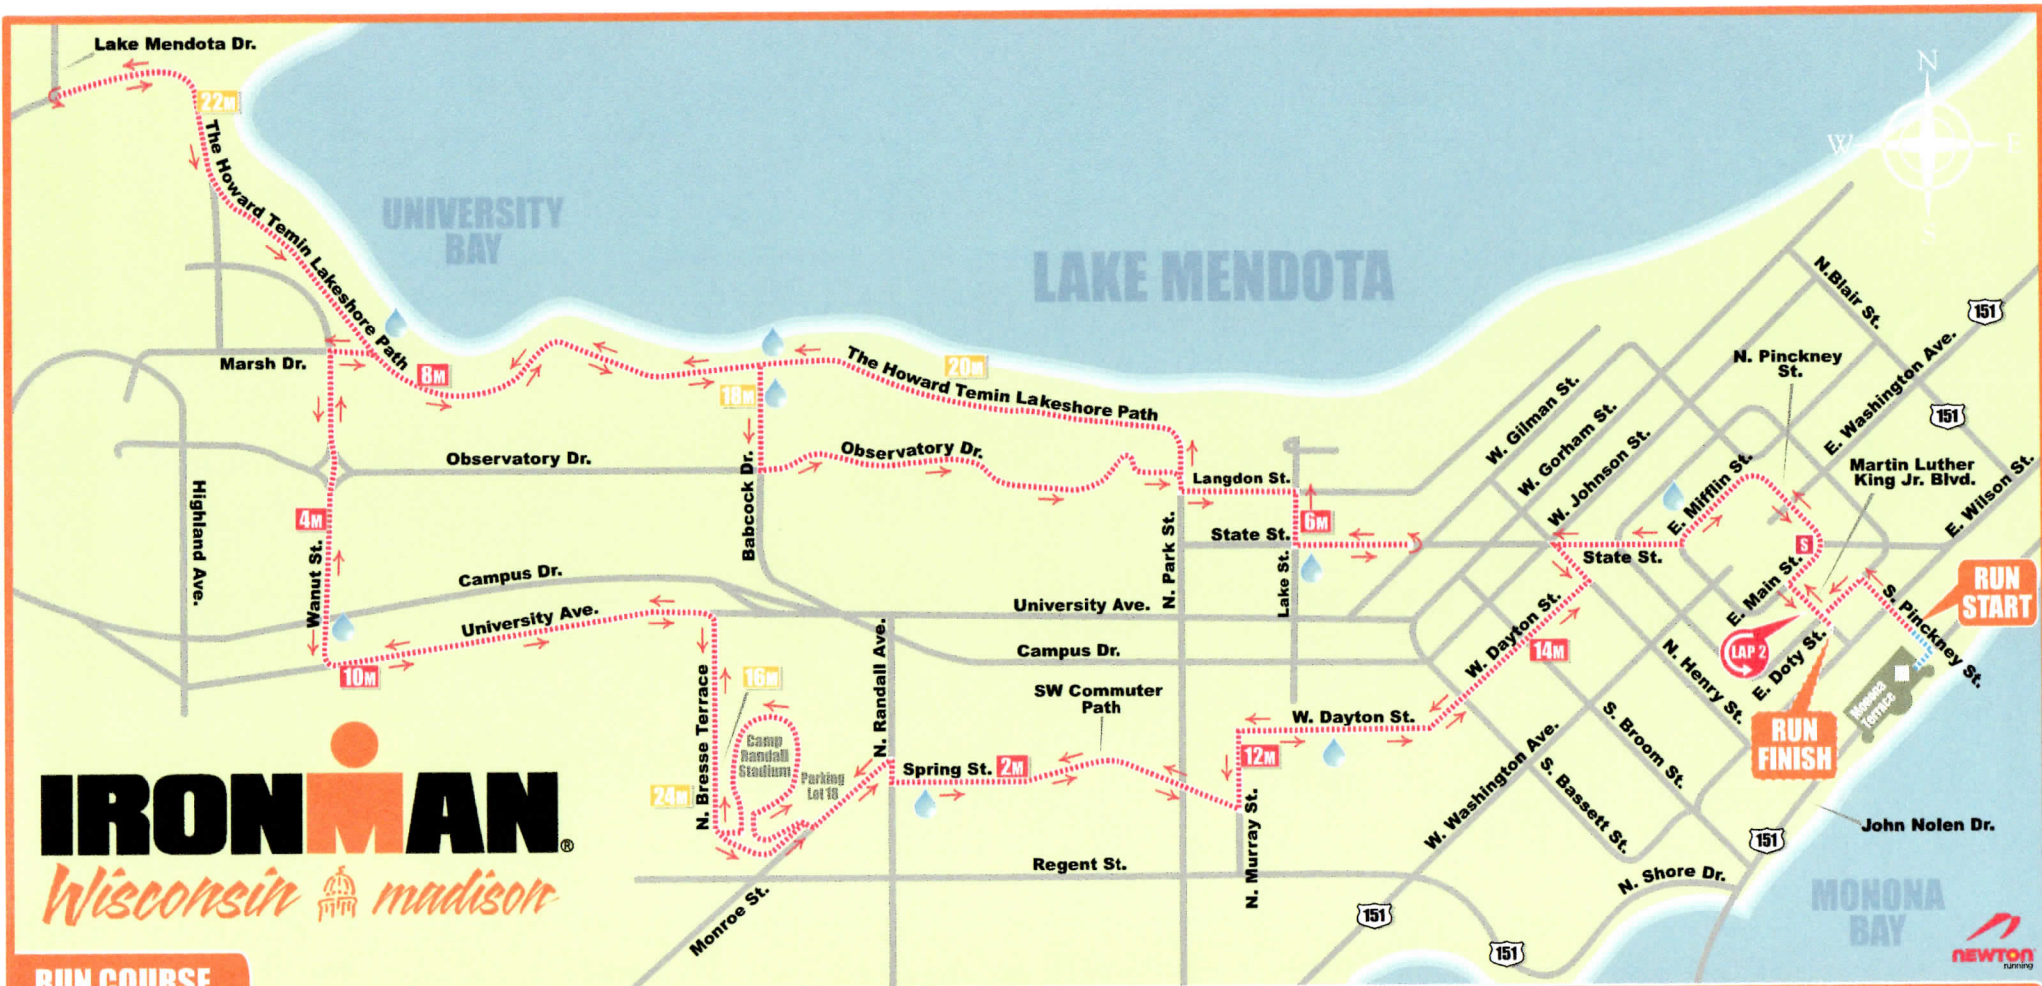 Lake Mendota Dr.
22M
The Howard Temin Lakeshore Path
UNIVERSITY
BAY
LAKE MENDOTA
N
W
E
S
N.Blair St.
151
E. Washington Ave.
N. Pinckney
St.
151
Marsh Dr.
8M
18M
20M
The Howard Temin Lakeshore Path
W. Gilman St.
W. Gorham St.
W. Johnson St.
E. Mifflin St.
Martin Luther
King Jr. Blvd.
E. Wilson St.
Observatory Dr.
Observatory Dr.
Babcock Dr.
Langdon St.
Highland Ave.
4M
Wanut St.
State St.
6M
State St.
S
N. Park St.
Lake St.
E. Main St.
RUN
START
S. Pinckney St.
Campus Dr.
University Ave.
University Ave.
Campus Dr.
W. Dayton St.
14M
N. Henry St.
LAP 2
E. Doty St.
Monona
Terrace
10M
N. Bresse Terrace
16M
N. Randall Ave.
SW Commuter
Path
W. Dayton St.
S. Broom St.
RUN
FINISH
Camp
Randall
Stadium
Parking
Lot 18
Spring St.
2M
12M
24M
W. Washington Ave.
S. Bassett St.
John Nolen Dr.
151
N. Murray St.
Regent St.
N. Shore Dr.
Monroe St.
151
151
MONONA
BAY
IRONMAN®
Wisconsin madison
NEWTON
running
RUN COURSE